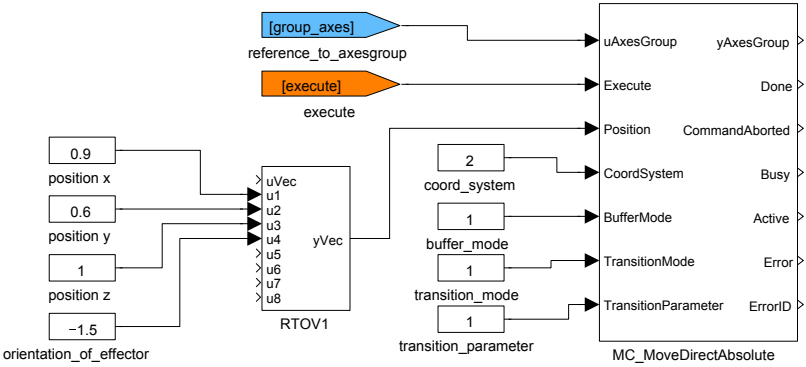 [group_axes]
reference_to_axesgroup
[execute]
execute
0.9
position x
0.6
position y
1
position z
−1.5
orientation_of_effector
uVec
u1
u2
u3
u4
u5
u6
u7
u8
yVec
RTOV1
2
coord_system
1
buffer_mode
1
transition_mode
1
transition_parameter
uAxesGroup yAxesGroup
Execute Done
Position CommandAborted
CoordSystem Busy
BufferMode Active
TransitionMode Error
TransitionParameter ErrorID
MC_MoveDirectAbsolute